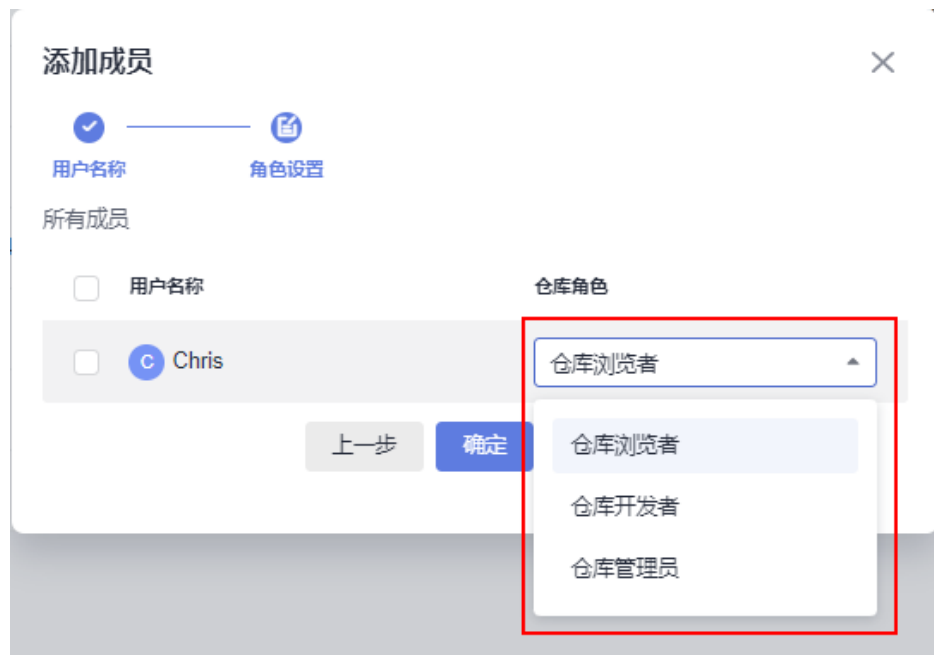 添加成员
用户名称 角色设置
所有成员
用户名称 仓库角色
C Chris 仓库浏览者
上一步 确定 仓库浏览者
仓库开发者
仓库管理员